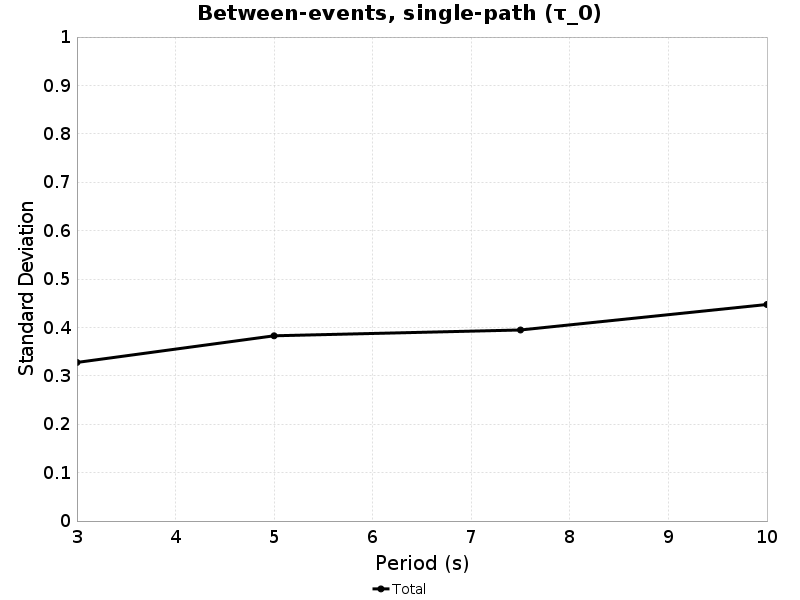 Between-events, single-path (τ_0)
1
0.9
0.8
0.7
0.6
0.5
0.4
0.3
0.2
0.1
0
Standard Deviation
3 4 5 6 7 8 9 10
Period (s)
Total